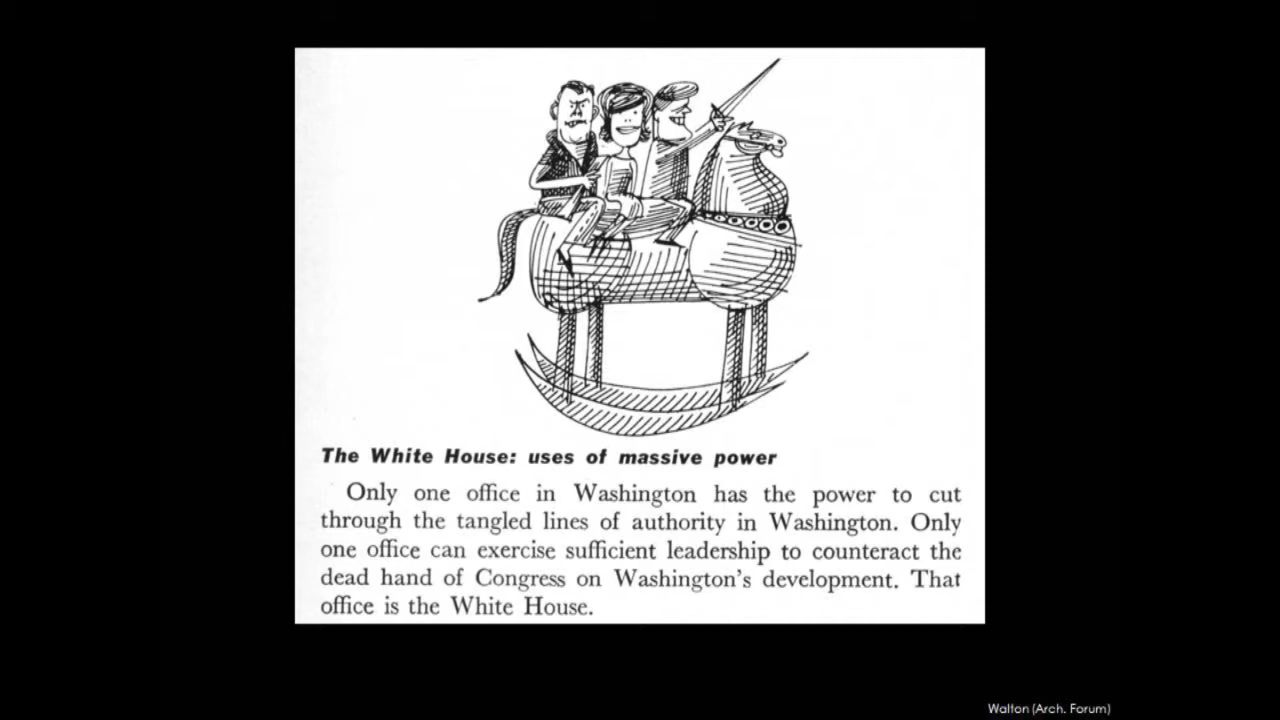 The White House: uses of massive power
Only one office in Washington has the power to cut
through the tangled lines of authority in Washington. Only
one office can exercise sufficient leadership to counteract the
dead hand of Congress on Washington's development. That
office is the White House.
Walton (Arch. Forum)